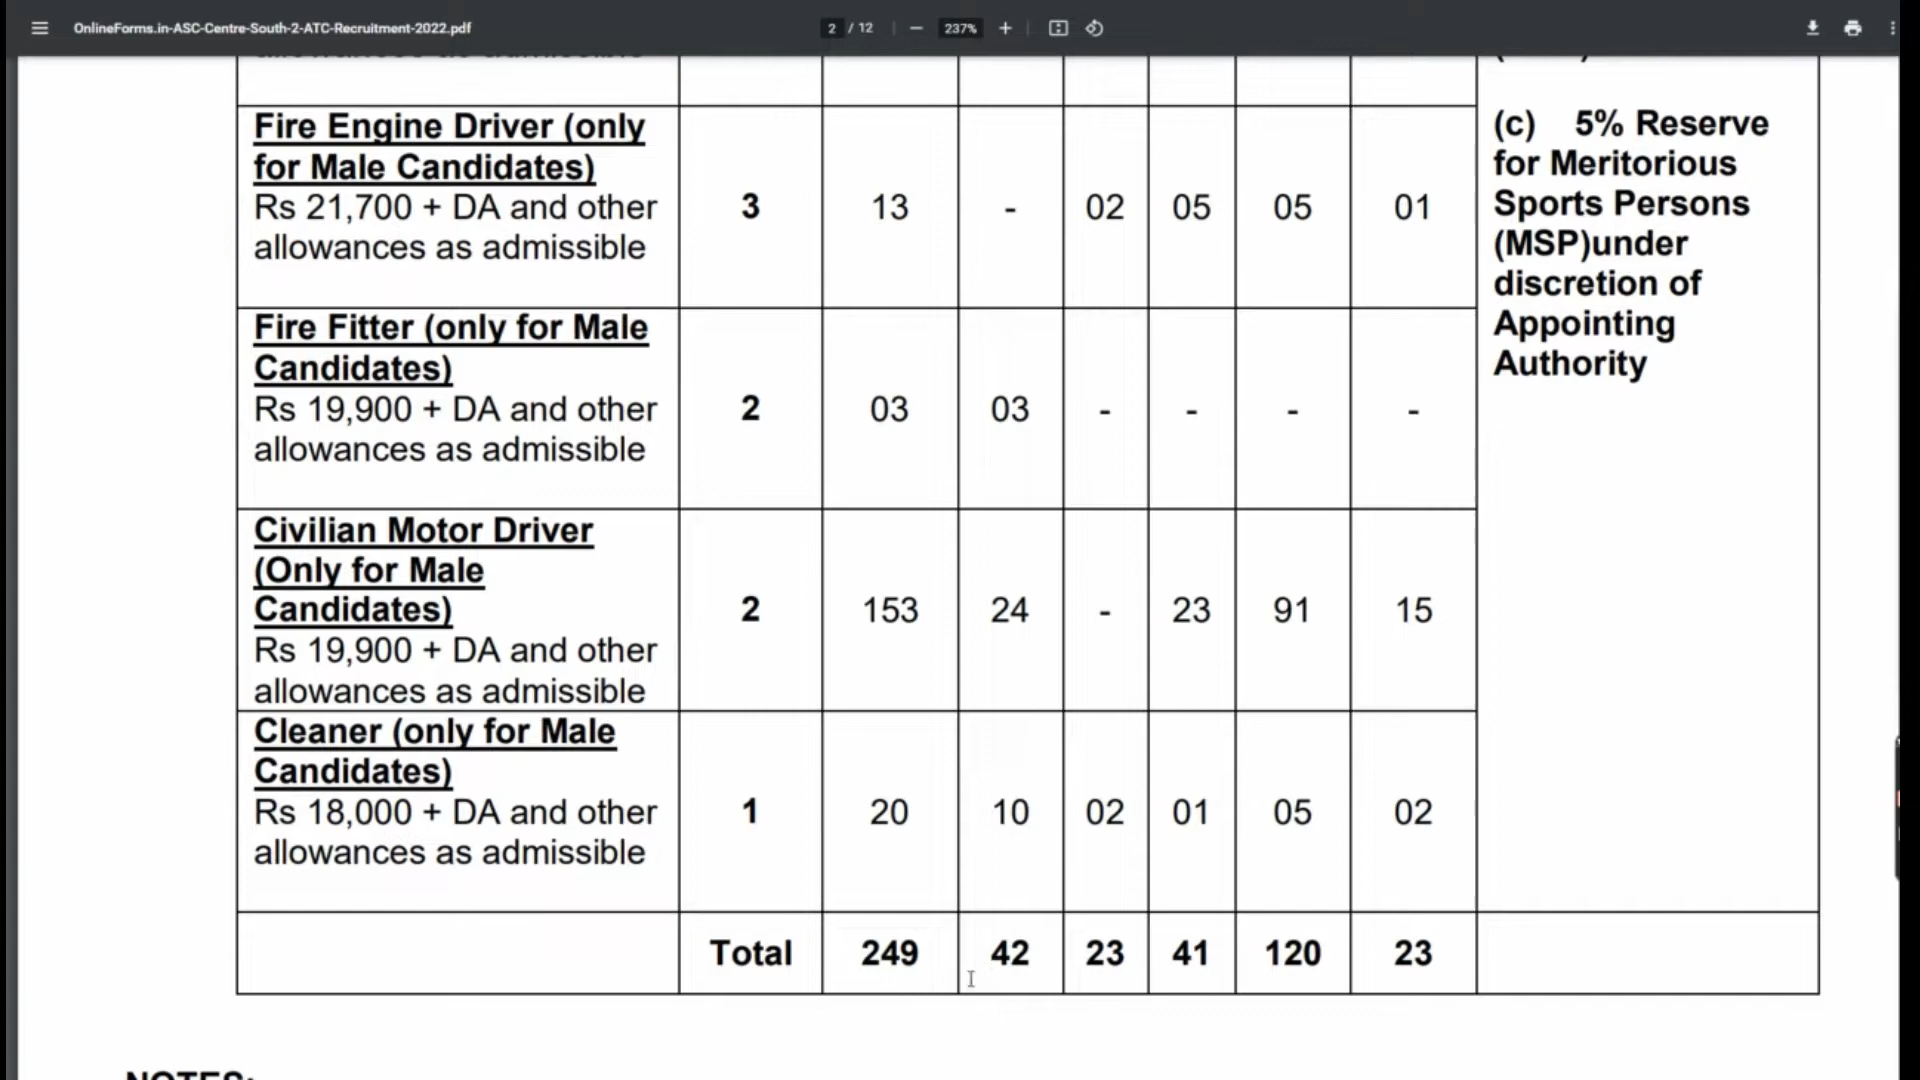 OnlineForms.in-ASC-Centre-South-2-ATC-Recruitment-2022.pdf
2 / 12
237%
Fire Engine Driver (only
for Male Candidates)
Rs 21,700 + DA and other
allowances as admissible
3 13 - 02 05 05 01
(c) 5% Reserve
for Meritorious
Sports Persons
(MSP)under
discretion of
Appointing
Authority
Fire Fitter (only for Male
Candidates)
Rs 19,900 + DA and other
allowances as admissible
2 03 03 - - - -
Civilian Motor Driver
(Only for Male
Candidates)
Rs 19,900 + DA and other
allowances as admissible
2 153 24 - 23 91 15
Cleaner (only for Male
Candidates)
Rs 18,000 + DA and other
allowances as admissible
1 20 10 02 01 05 02
Total 249 42 23 41 120 23
NOTES: